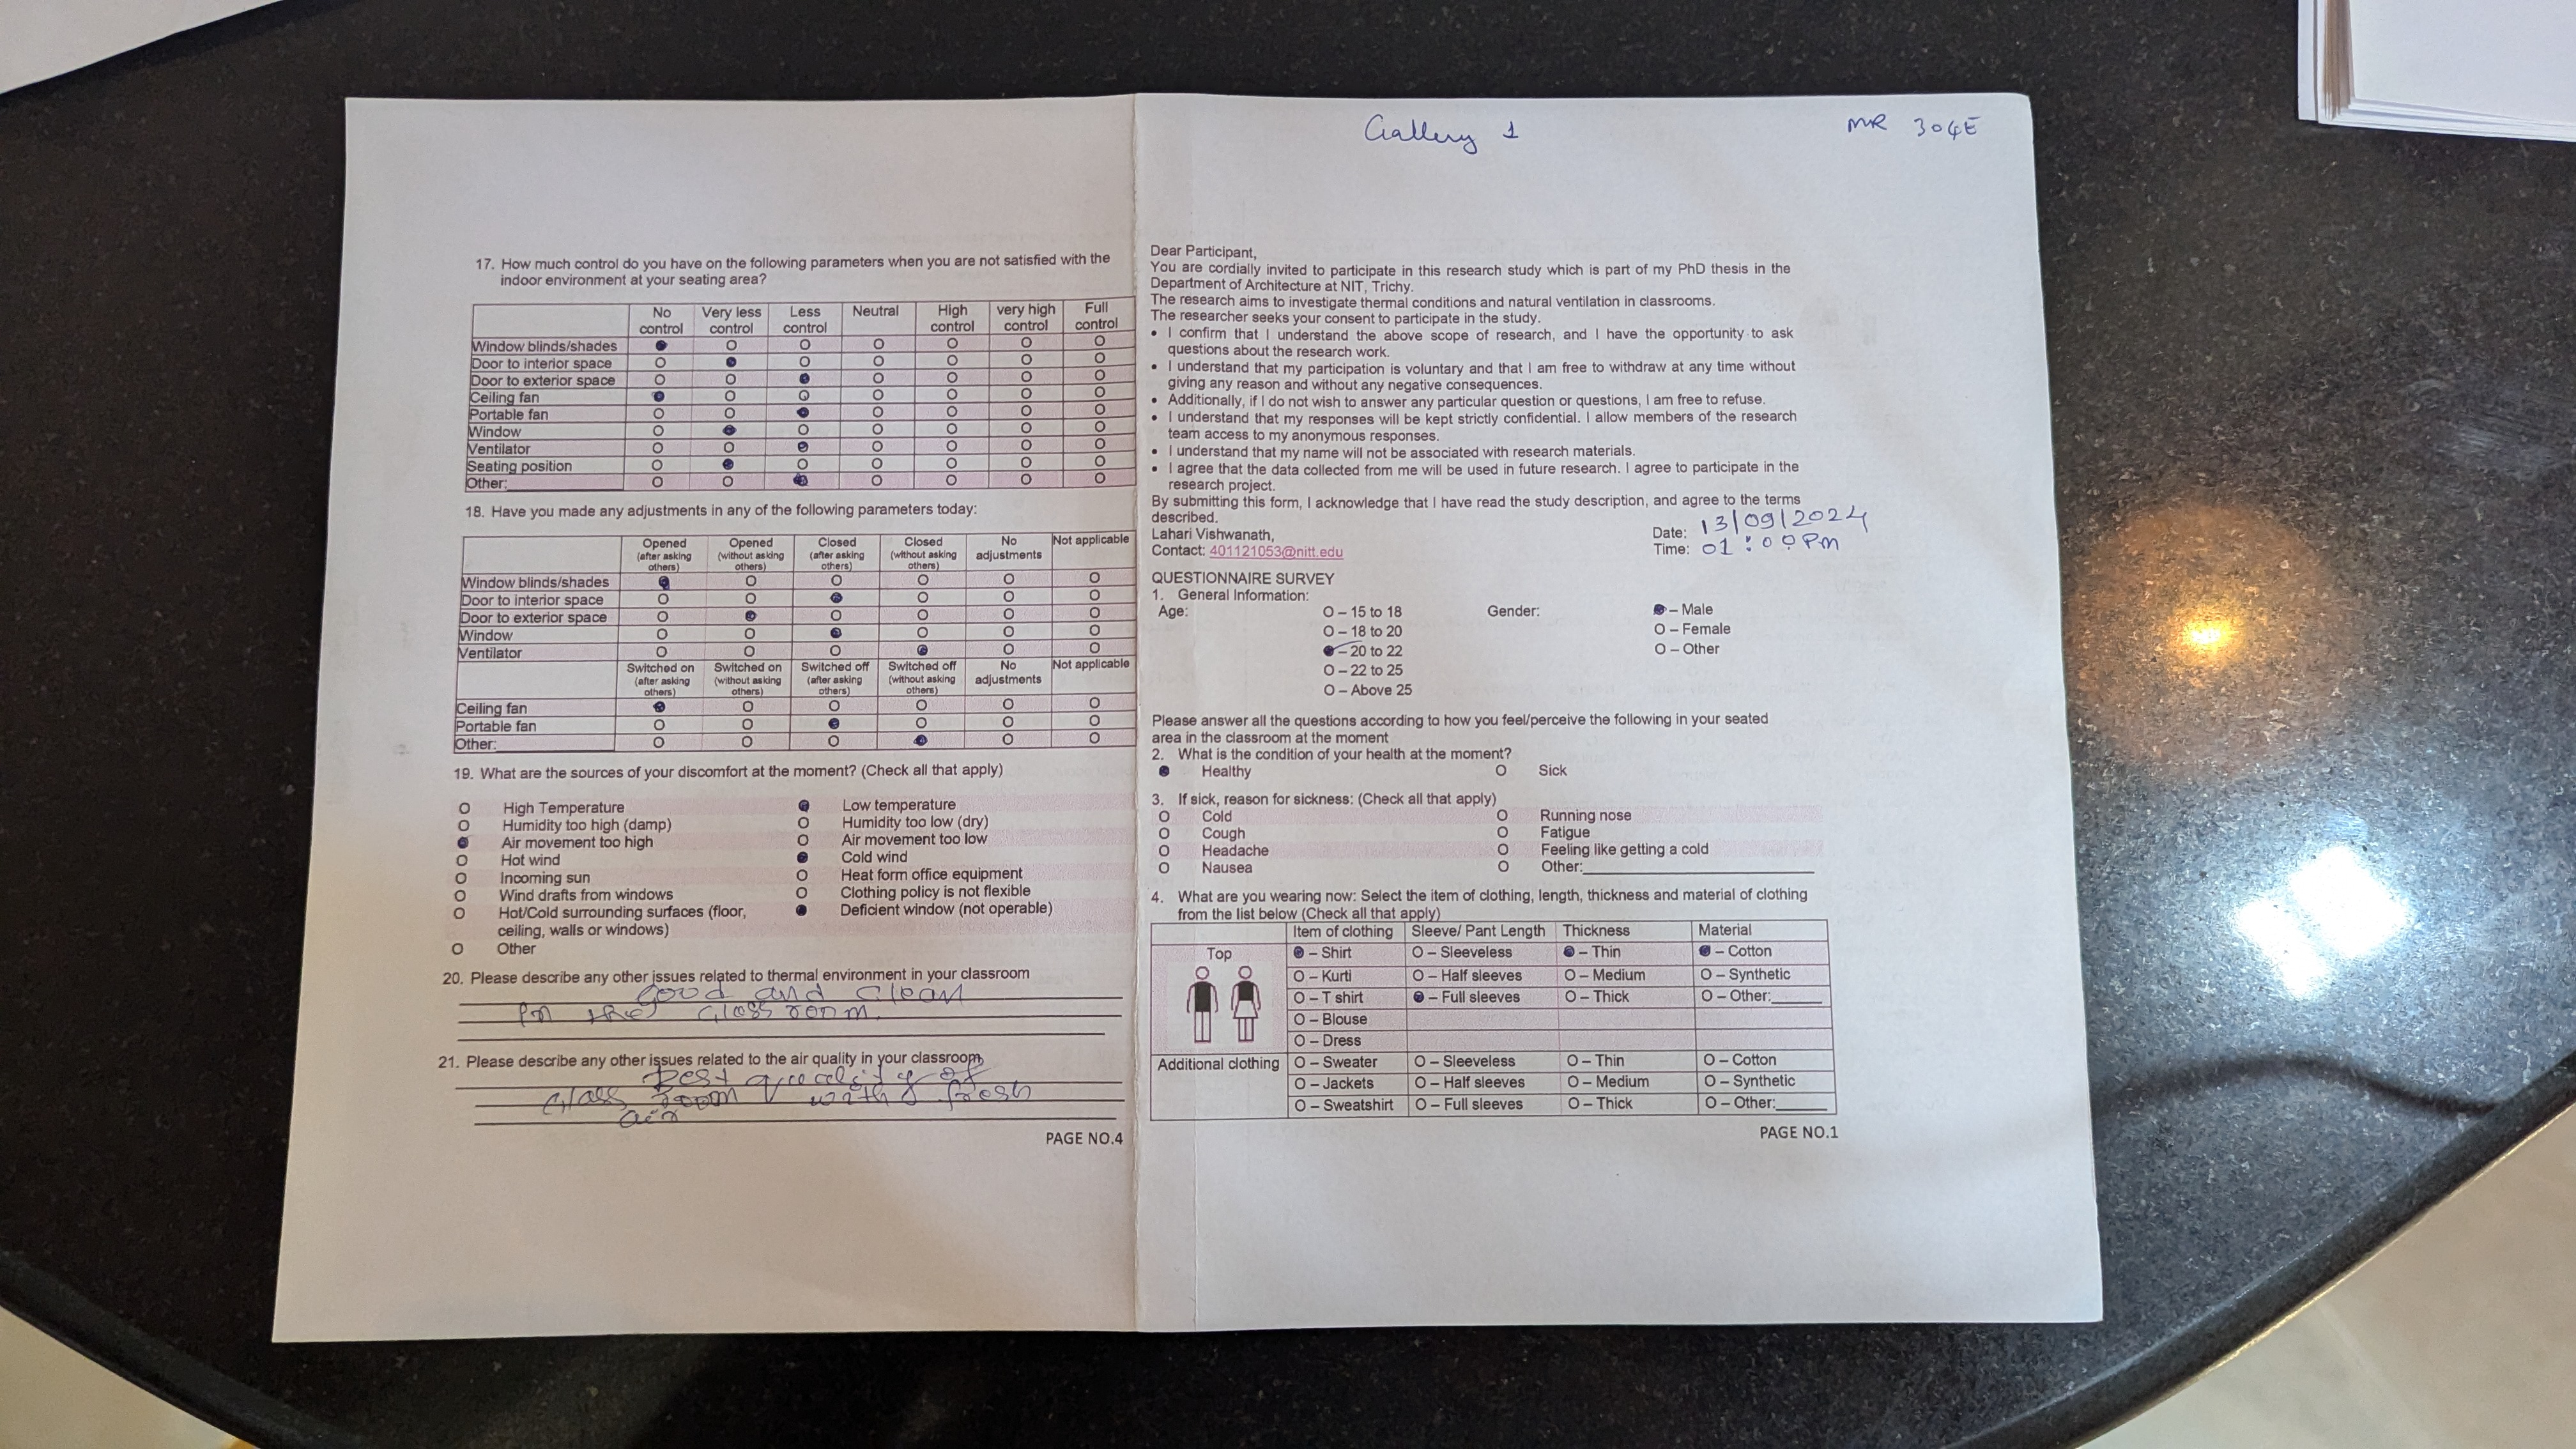 17. How much control do you have on the following parameters when you are not satisfied with the
indoor environment at your seating area?
No control Very less control Less control Neutral High control very high control Full control
Window blinds/shades ● O O O O O O
Door to interior space O ● O O O O O
Door to exterior space O O ● O O O O
Ceiling fan ● O O O O O O
Portable fan O O ● O O O O
Window O ● O O O O O
Ventilator O O ● O O O O
Seating position O ● O O O O O
Other:________ O O ● O O O O
18. Have you made any adjustments in any of the following parameters today:
Opened (after asking others) Opened (without asking others) Closed (after asking others) Closed (without asking others) No adjustments Not applicable
Window blinds/shades ● O O O O O
Door to interior space O O ● O O O
Door to exterior space O ● O O O O
Window O O ● O O O
Ventilator O O O ● O O
Switched on (after asking others) Switched on (without asking others) Switched off (after asking others) Switched off (without asking others) No adjustments Not applicable
Ceiling fan ● O O O O O
Portable fan O O ● O O O
Other:________ O O O ● O O
19. What are the sources of your discomfort at the moment? (Check all that apply)
O High Temperature ● Low temperature
O Humidity too high (damp) O Humidity too low (dry)
● Air movement too high O Air movement too low
O Hot wind ● Cold wind
O Incoming sun O Heat form office equipment
O Wind drafts from windows O Clothing policy is not flexible
O Hot/Cold surrounding surfaces (floor, ● Deficient window (not operable)
ceiling, walls or windows)
O Other
20. Please describe any other issues related to thermal environment in your classroom
Good and clean
in the classroom.
21. Please describe any other issues related to the air quality in your classroom
Best quality of
class room with fresh
air
PAGE NO.4
Gallery 1 MR 304E
Dear Participant,
You are cordially invited to participate in this research study which is part of my PhD thesis in the
Department of Architecture at NIT, Trichy.
The research aims to investigate thermal conditions and natural ventilation in classrooms.
The researcher seeks your consent to participate in the study.
• I confirm that I understand the above scope of research, and I have the opportunity to ask
questions about the research work.
• I understand that my participation is voluntary and that I am free to withdraw at any time without
giving any reason and without any negative consequences.
• Additionally, if I do not wish to answer any particular question or questions, I am free to refuse.
• I understand that my responses will be kept strictly confidential. I allow members of the research
team access to my anonymous responses.
• I understand that my name will not be associated with research materials.
• I agree that the data collected from me will be used in future research. I agree to participate in the
research project.
By submitting this form, I acknowledge that I have read the study description, and agree to the terms
described.
Lahari Vishwanath, Date: 13/09/2024
Contact: 401121053@nitt.edu Time: 01:00 Pm
QUESTIONNAIRE SURVEY
1. General Information:
Age: O – 15 to 18 Gender: ● – Male
O – 18 to 20 O – Female
● – 20 to 22 O – Other
O – 22 to 25
O – Above 25
Please answer all the questions according to how you feel/perceive the following in your seated
area in the classroom at the moment
2. What is the condition of your health at the moment?
● Healthy O Sick
3. If sick, reason for sickness: (Check all that apply)
O Cold O Running nose
O Cough O Fatigue
O Headache O Feeling like getting a cold
O Nausea O Other:________
4. What are you wearing now: Select the item of clothing, length, thickness and material of clothing
from the list below (Check all that apply)
Item of clothing Sleeve/ Pant Length Thickness Material
Top ● – Shirt O – Sleeveless ● – Thin ● – Cotton
O – Kurti O – Half sleeves O – Medium O – Synthetic
O – T shirt ● – Full sleeves O – Thick O – Other:______
O – Blouse
O – Dress
Additional clothing O – Sweater O – Sleeveless O – Thin O – Cotton
O – Jackets O – Half sleeves O – Medium O – Synthetic
O – Sweatshirt O – Full sleeves O – Thick O – Other:______
PAGE NO.1